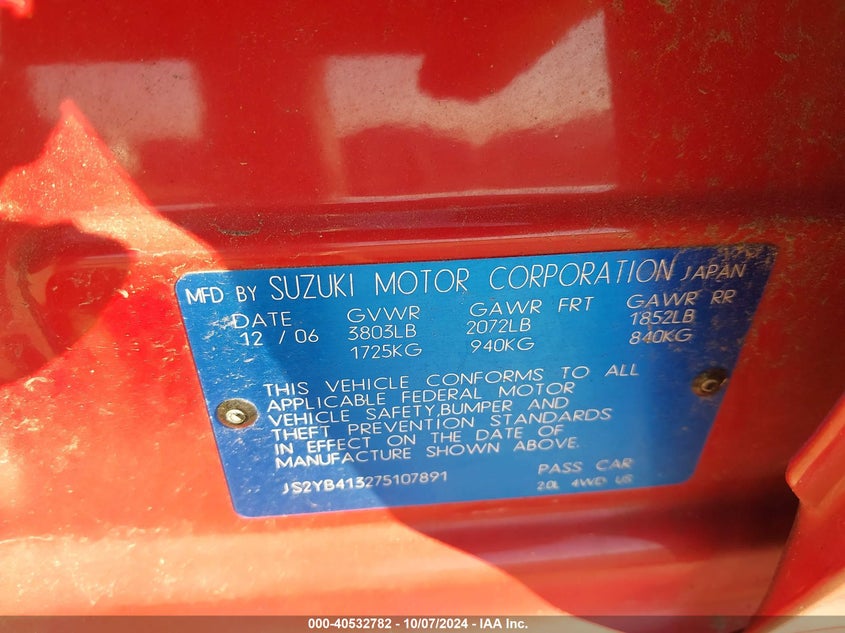 MFD BY SUZUKI MOTOR CORPORATION JAPAN
DATE GVWR GAWR FRT GAWR RR
12 / 06 3803LB 2072LB 1852LB
1725KG 940KG 840KG
THIS VEHICLE CONFORMS TO ALL
APPLICABLE FEDERAL MOTOR
VEHICLE SAFETY,BUMPER AND
THEFT PREVENTION STANDARDS
IN EFFECT ON THE DATE OF
MANUFACTURE SHOWN ABOVE.
JS2YB413275107891 PASS CAR
2.0L 4WD US
000-40532782 - 10/07/2024 - IAA Inc.